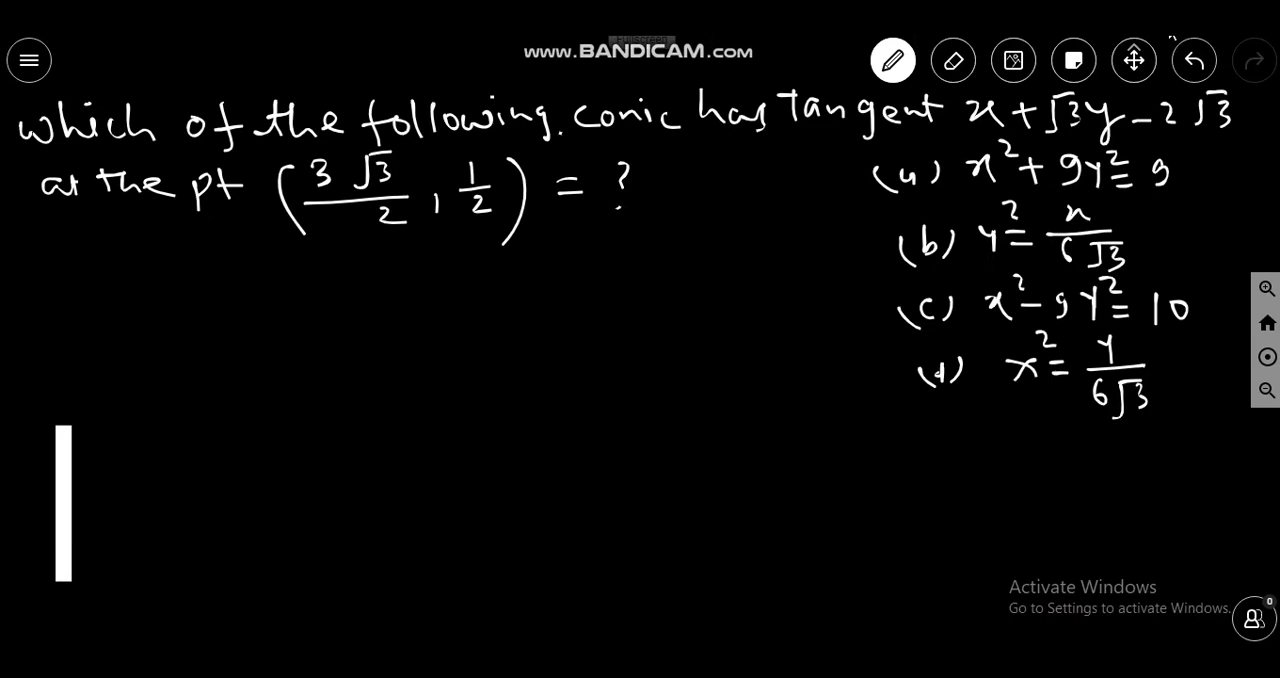 Fullscreen
www.BANDICAM.com
which of the following. conic has Tangent x + √3y - 2√3
at the pt (3√3/2, 1/2) = ?
(a) x² + 9y² = 9
(b) y² = x/6√3
(c) x² - 9y² = 10
(d) x² = y/6√3
Activate Windows
Go to Settings to activate Windows.
0